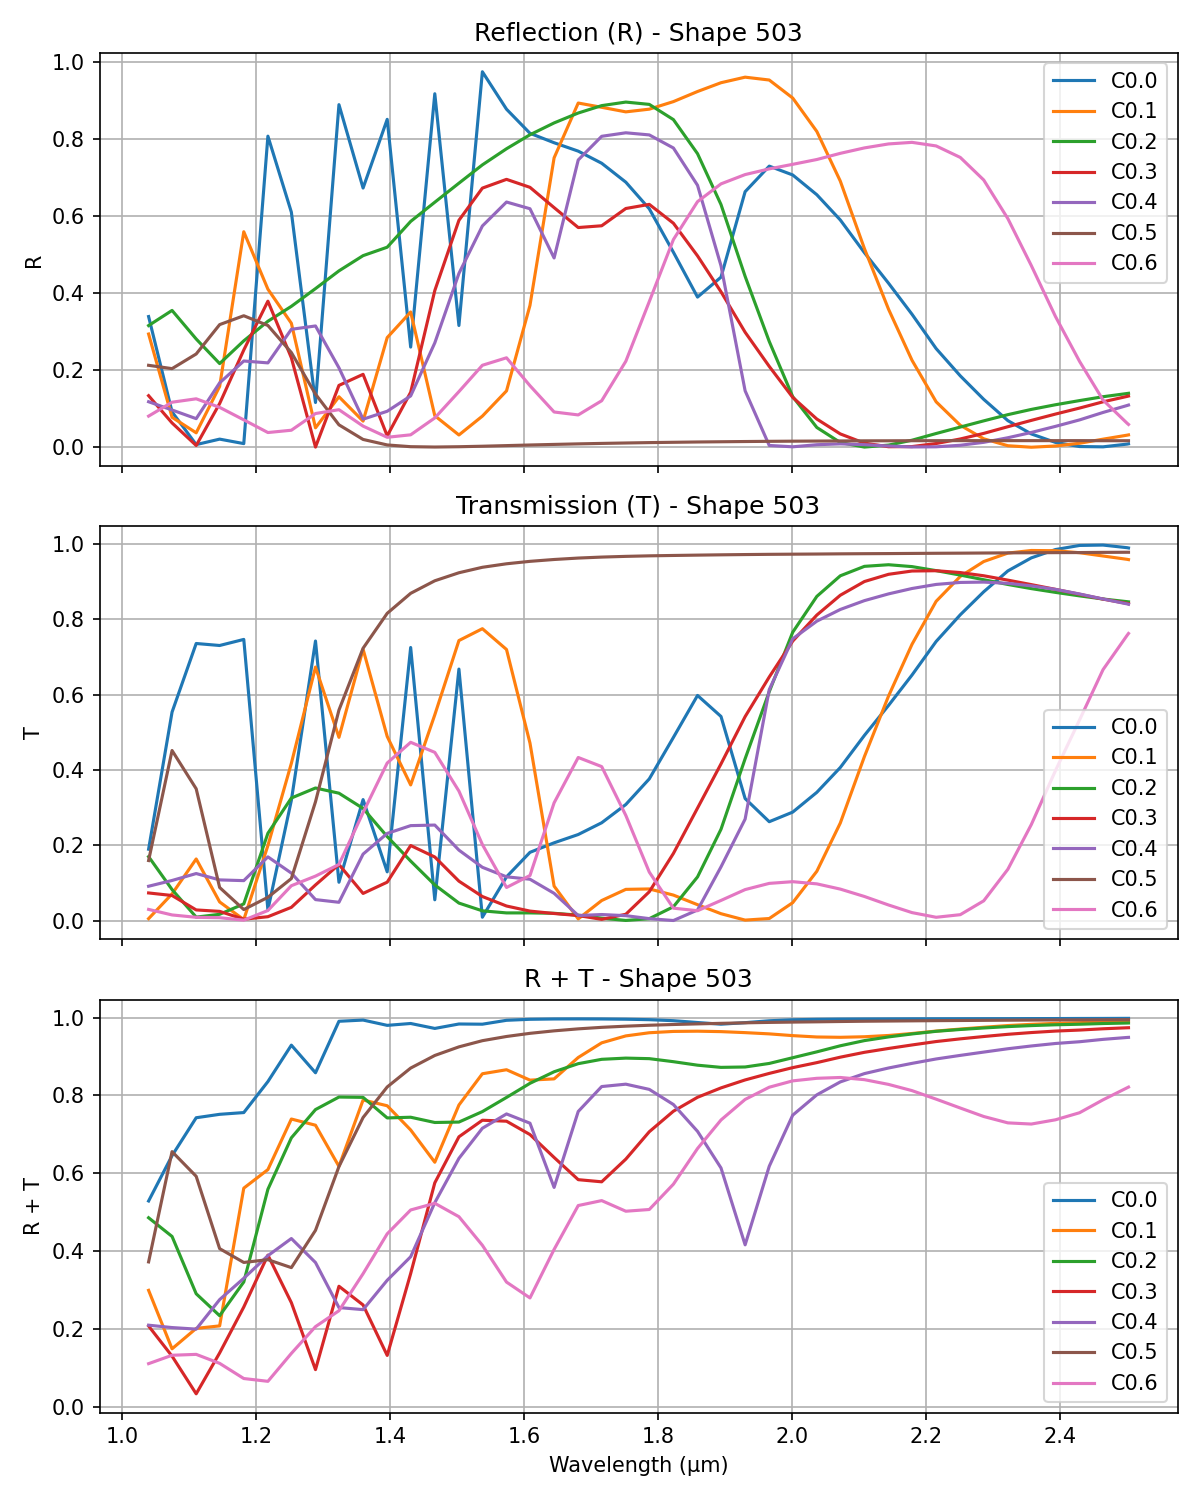 Reflection (R) - Shape 503
1.0
0.8
0.6
0.4
0.2
0.0
R
C0.0
C0.1
C0.2
C0.3
C0.4
C0.5
C0.6
Transmission (T) - Shape 503
1.0
0.8
0.6
0.4
0.2
0.0
T
C0.0
C0.1
C0.2
C0.3
C0.4
C0.5
C0.6
R + T - Shape 503
1.0
0.8
0.6
0.4
0.2
0.0
R + T
C0.0
C0.1
C0.2
C0.3
C0.4
C0.5
C0.6
1.0 1.2 1.4 1.6 1.8 2.0 2.2 2.4
Wavelength (μm)